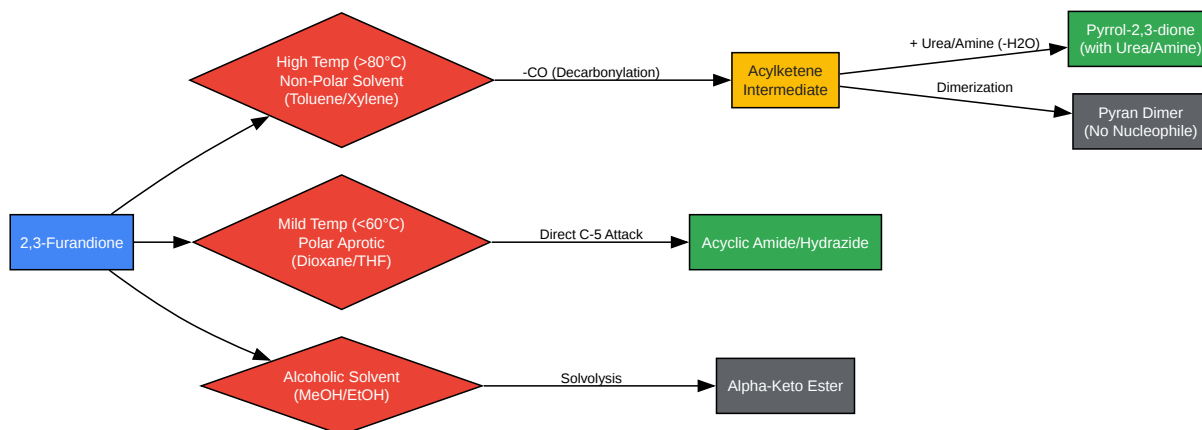 2,3-Furandione
High Temp (>80°C)
Non-Polar Solvent
(Toluene/Xylene)
-CO (Decarbonylation)
Acylketene
Intermediate
+ Urea/Amine (-H2O)
Pyrrol-2,3-dione
(with Urea/Amine)
Dimerization
Pyran Dimer
(No Nucleophile)
Mild Temp (<60°C)
Polar Aprotic
(Dioxane/THF)
Direct C-5 Attack
Acyclic Amide/Hydrazide
Alcoholic Solvent
(MeOH/EtOH)
Solvolysis
Alpha-Keto Ester